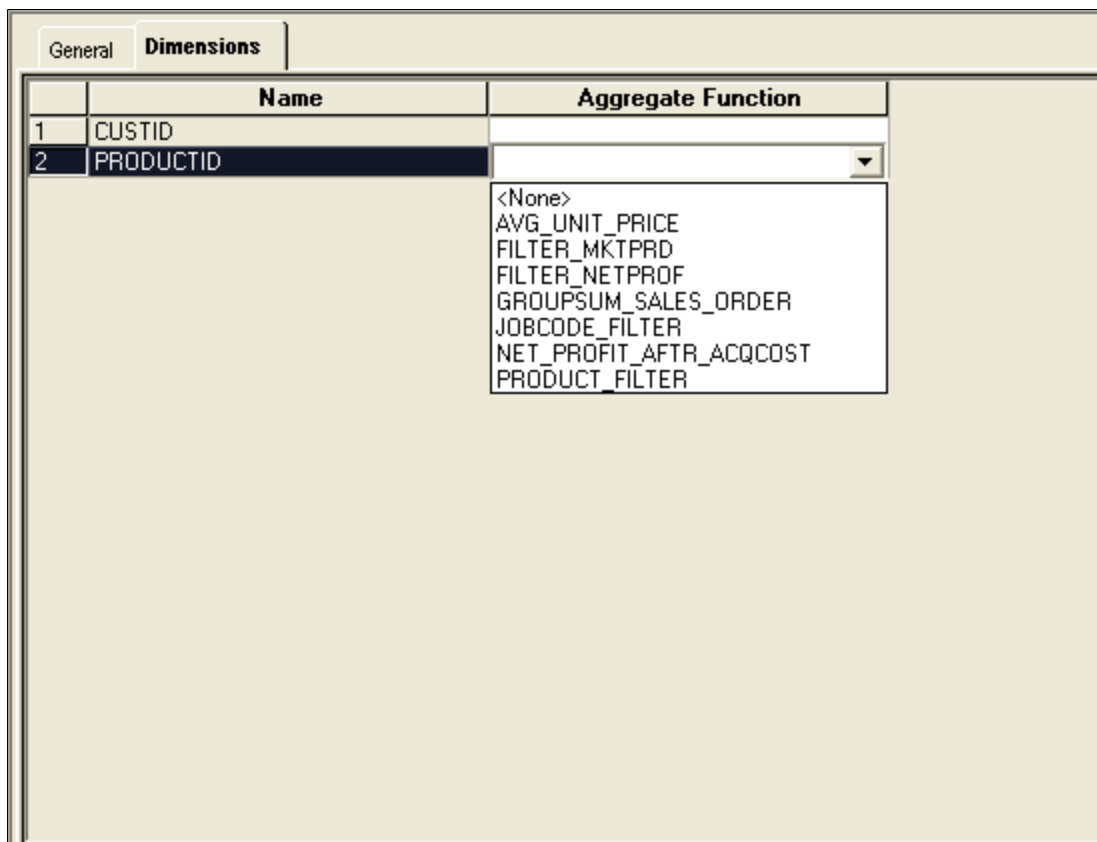 General Dimensions
Name Aggregate Function
1 CUSTID
2 PRODUCTID
<None>
AVG_UNIT_PRICE
FILTER_MKTPRD
FILTER_NETPROF
GROUPSUM_SALES_ORDER
JOBCODE_FILTER
NET_PROFIT_AFTR_ACQCOST
PRODUCT_FILTER